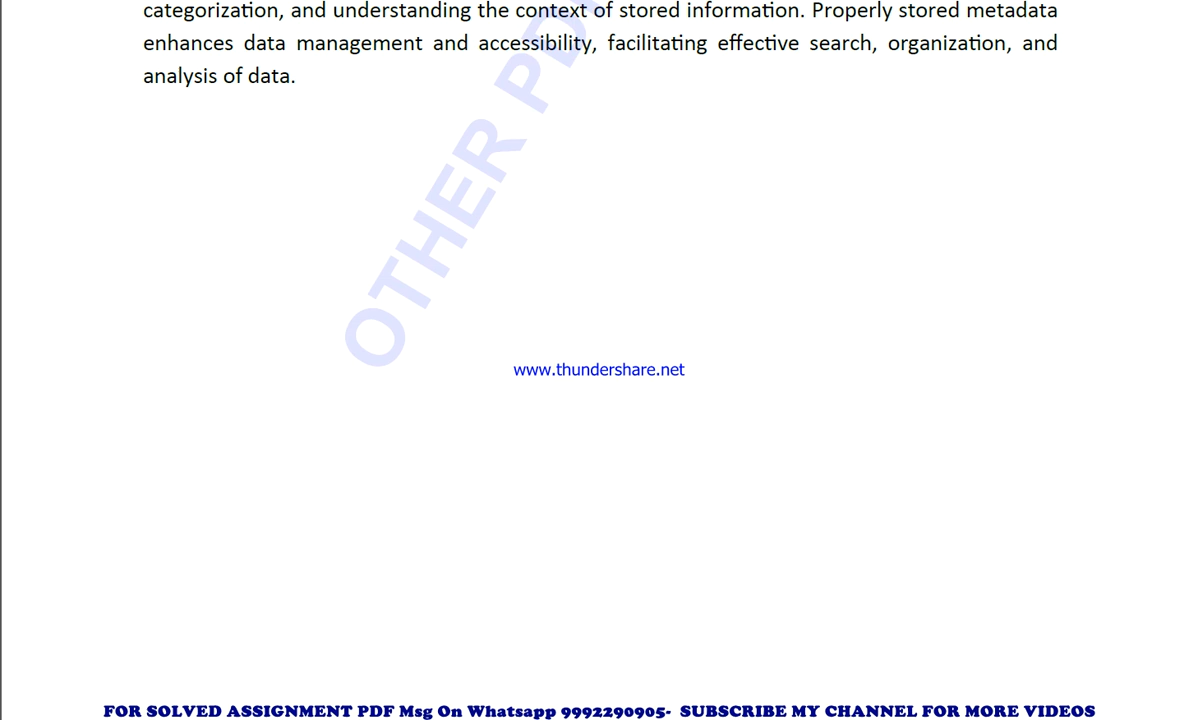 categorization, and understanding the context of stored information. Properly stored metadata
enhances data management and accessibility, facilitating effective search, organization, and
analysis of data.
OTHER PDF
www.thundershare.net
FOR SOLVED ASSIGNMENT PDF Msg On Whatsapp 9992290905- SUBSCRIBE MY CHANNEL FOR MORE VIDEOS